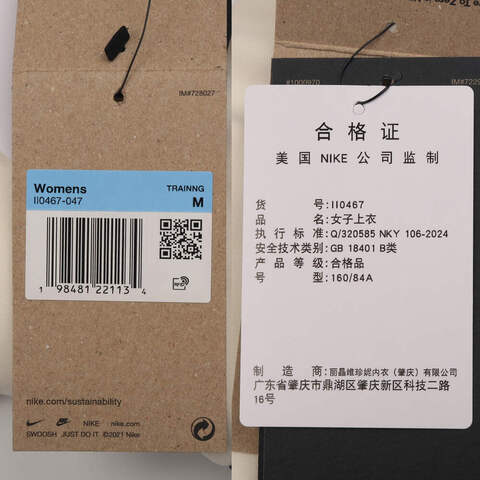 IM#728027
Womens
II0467-047
TRAINNG
M
RFID
1 98481 22113 4
nike.com/sustainability
NIKE
SWOOSH JUST DO IT ©2021 Nike
#1000970
合格证
美国 NIKE 公司监制
货 号:II0467
品 名:女子上衣
执行标准:Q/320585 NKY 106-2024
安全技术类别:GB 18401 B类
产品等级:合格品
号 型:160/84A
制造商:丽晶维珍妮内衣（肇庆）有限公司
广东省肇庆市鼎湖区肇庆新区科技二路
16号